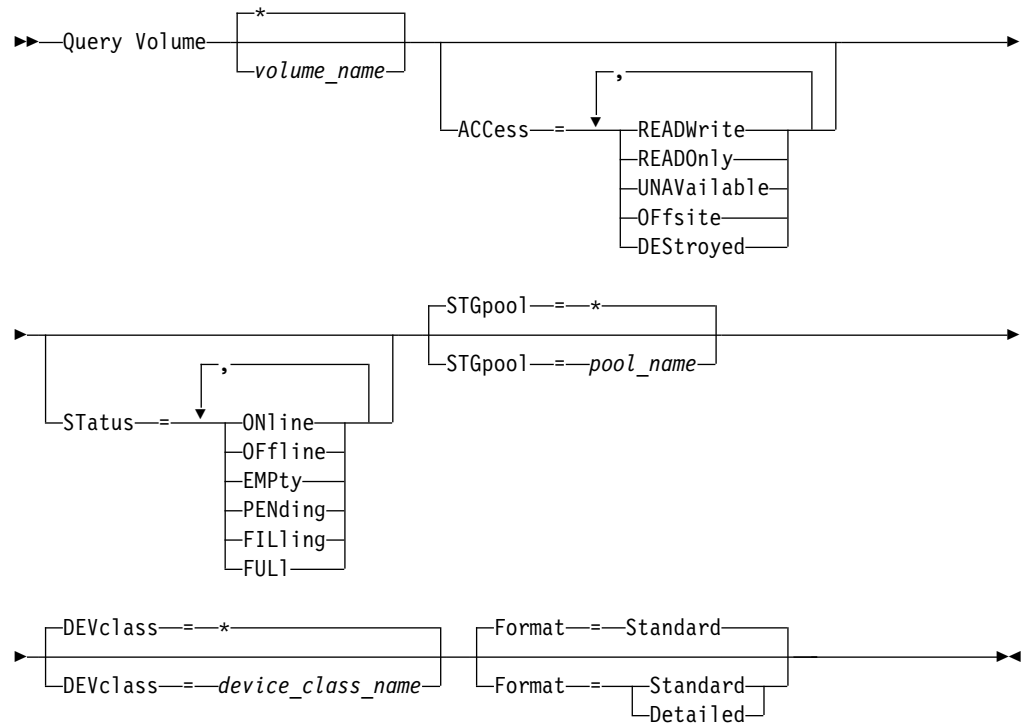 *
Query Volume
volume_name
,
ACCess = READWrite
READOnly
UNAVailable
OFfsite
DEStroyed
STGpool = *
STGpool = pool_name
,
STatus = ONline
OFfline
EMPty
PENding
FILling
FULl
DEVclass = *
DEVclass = device_class_name
Format = Standard
Format = Standard
Detailed